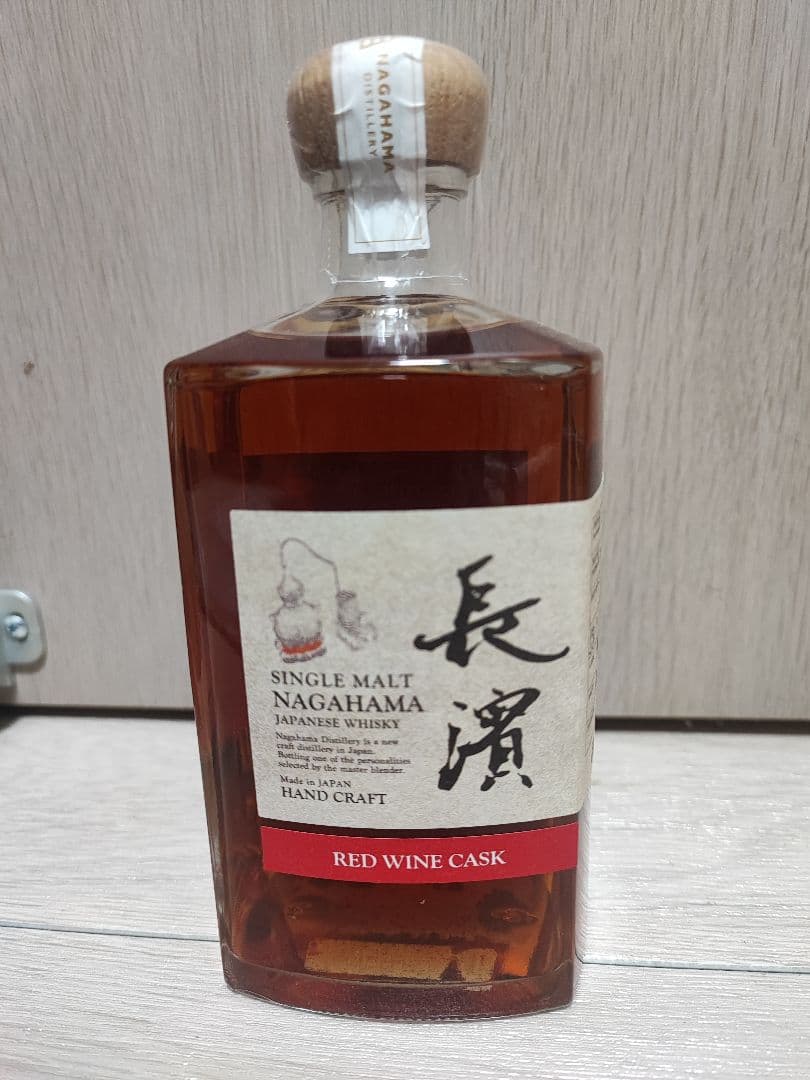 NAGAHAMA
DISTILLERY
長濱
SINGLE MALT
NAGAHAMA
JAPANESE WHISKY
Nagahama Distillery is a new
craft distillery in Japan.
Bottling one of the personalities
selected by the master blender.
Made in JAPAN
HAND CRAFT
RED WINE CASK